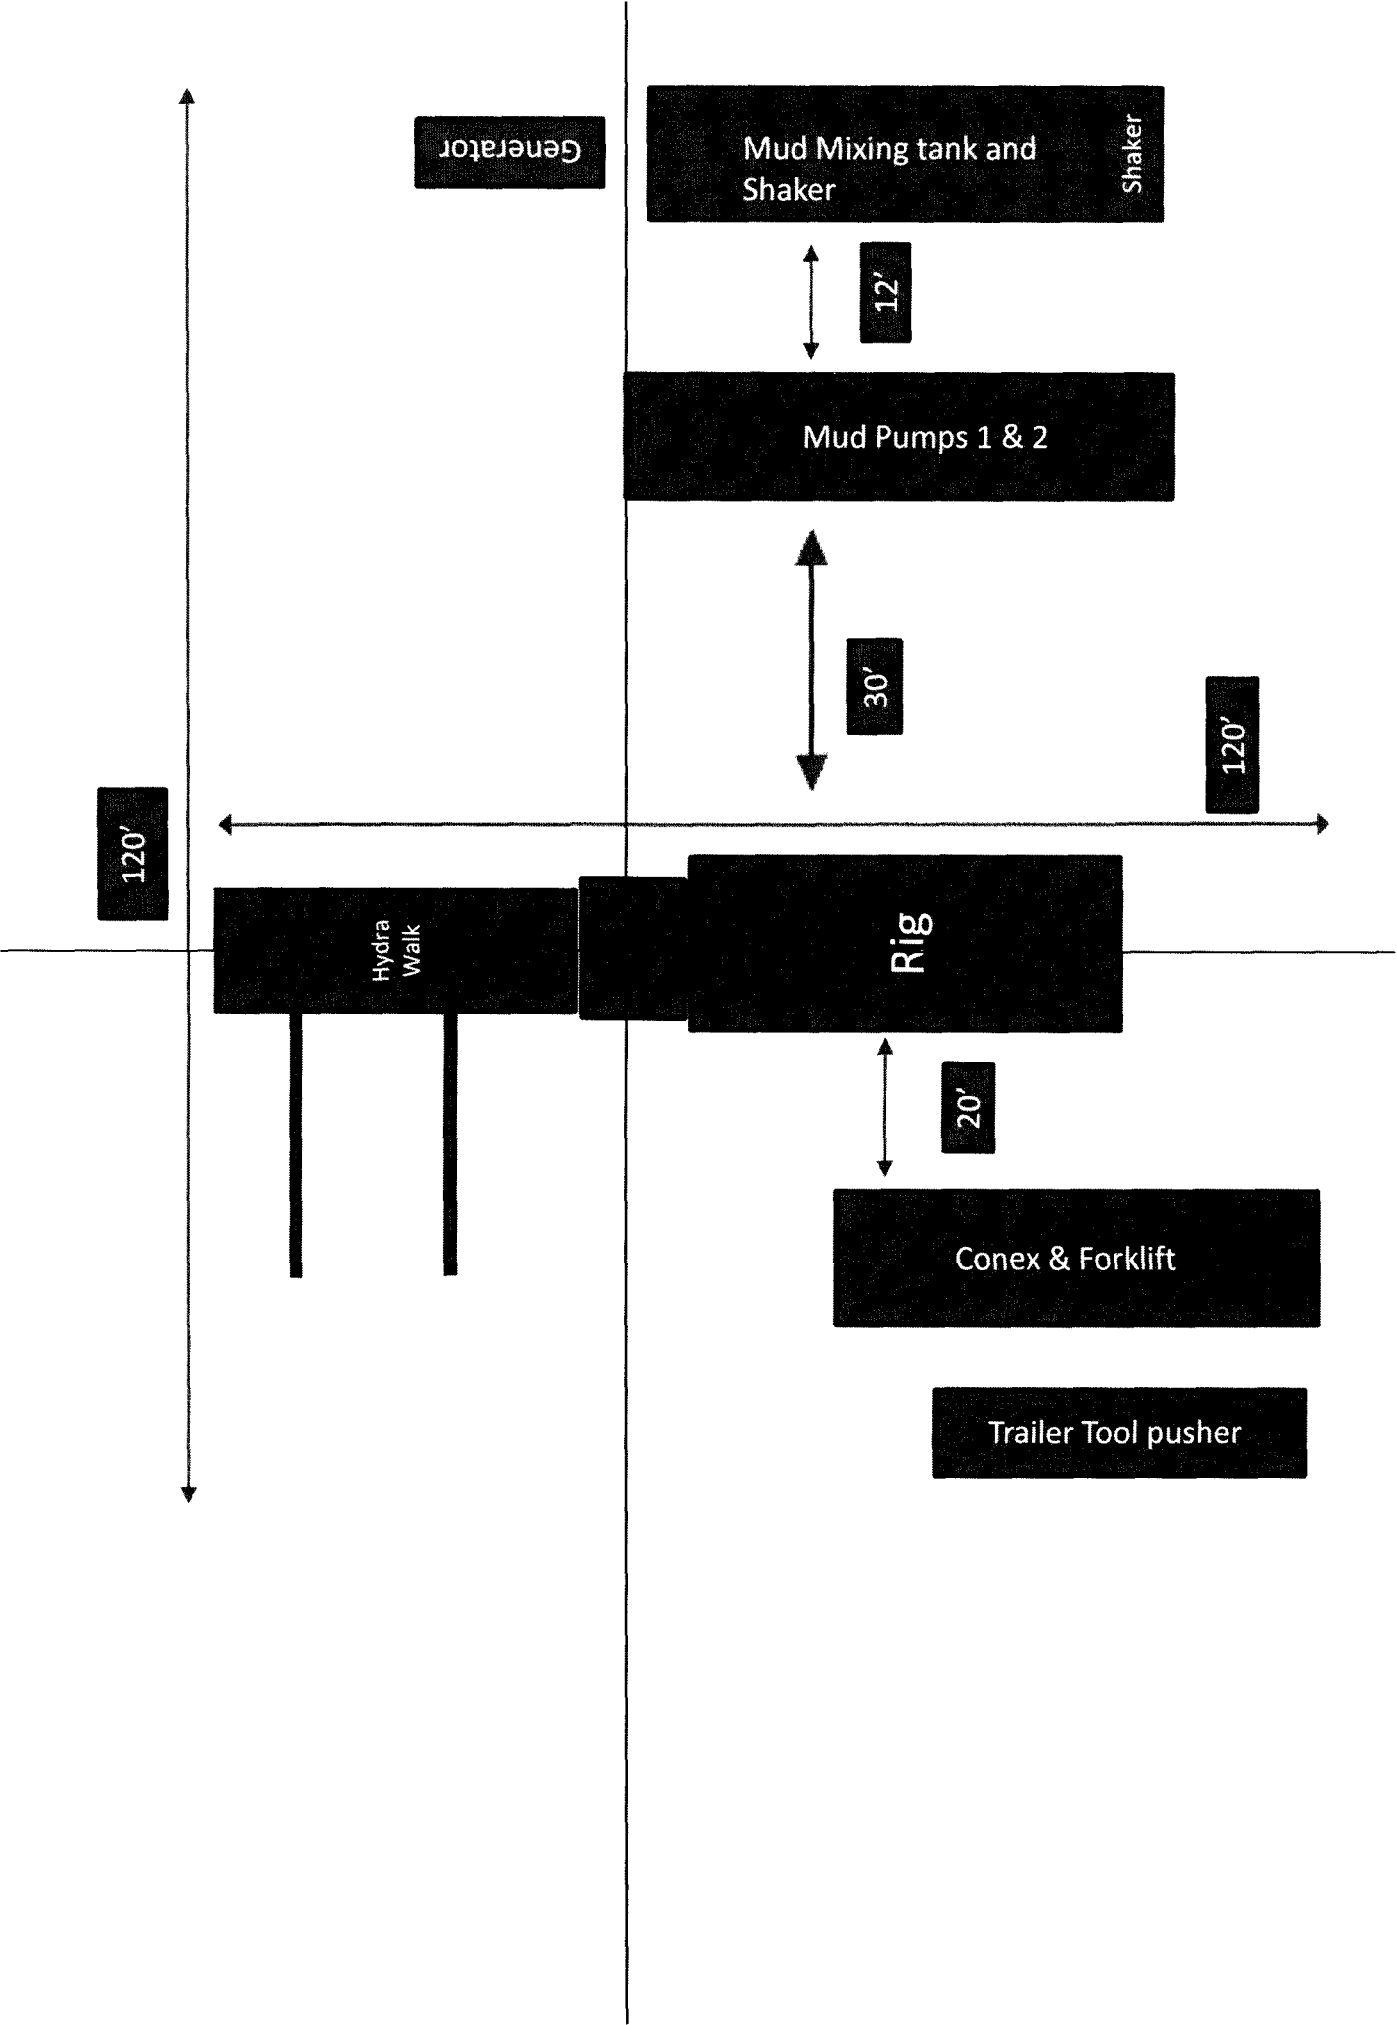 Generator
Mud Mixing tank and
Shaker
Shaker
12'
Mud Pumps 1 & 2
30'
120'
120'
Hydra
Walk
Rig
20'
Conex & Forklift
Trailer Tool pusher